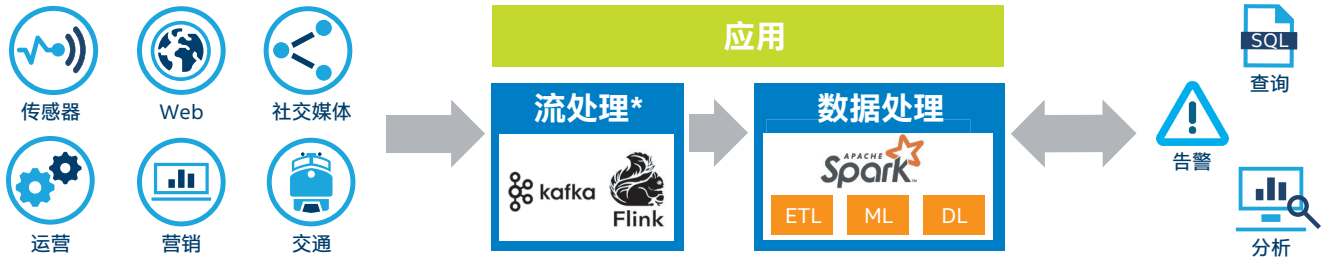 传感器
Web
社交媒体
运营
营销
交通
应用
流处理*
kafka
Flink
数据处理
APACHE
Spark
ETL
ML
DL
SQL
查询
告警
分析